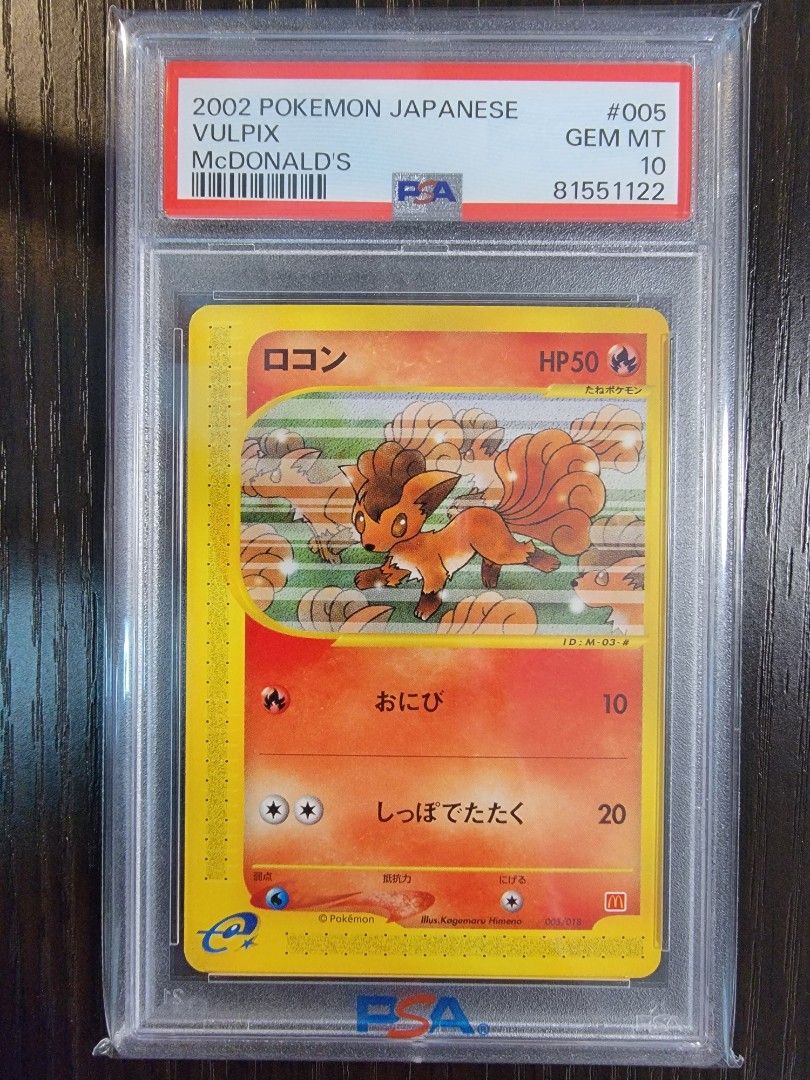 2002 POKEMON JAPANESE #005
VULPIX GEM MT
McDONALD'S 10
PSA 81551122
ロコン HP50
たねポケモン
ID:M-03-#
おにび 10
しっぽでたたく 20
弱点 抵抗力 にげる
©Pokémon Illus.Kagemaru Himeno 005/018
e
PSA®